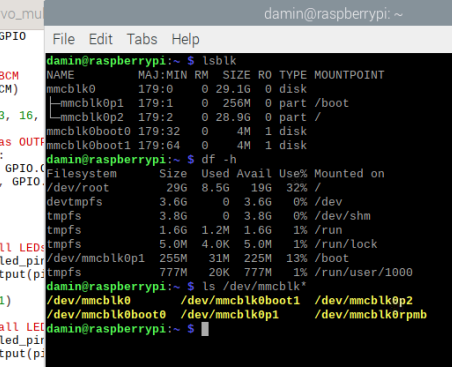 vo_mu
damin@raspberrypi: ~
File Edit Tabs Help
GPIO
BCM
CM)
3, 16,
as OUTP
:
GPIO.O
, GPIO.
all LEDs
led_pin
tput(pi
1)
all LED
led_pin
tput(pi
damin@raspberrypi:~ $ lsblk
NAME MAJ:MIN RM SIZE RO TYPE MOUNTPOINT
mmcblk0 179:0 0 29.1G 0 disk
├─mmcblk0p1 179:1 0 256M 0 part /boot
└─mmcblk0p2 179:2 0 28.9G 0 part /
mmcblk0boot0 179:32 0 4M 1 disk
mmcblk0boot1 179:64 0 4M 1 disk
damin@raspberrypi:~ $ df -h
Filesystem Size Used Avail Use% Mounted on
/dev/root 29G 8.5G 19G 32% /
devtmpfs 3.6G 0 3.6G 0% /dev
tmpfs 3.8G 0 3.8G 0% /dev/shm
tmpfs 1.6G 1.2M 1.6G 1% /run
tmpfs 5.0M 4.0K 5.0M 1% /run/lock
/dev/mmcblk0p1 255M 31M 225M 13% /boot
tmpfs 777M 20K 777M 1% /run/user/1000
damin@raspberrypi:~ $ ls /dev/mmcblk*
/dev/mmcblk0 /dev/mmcblk0boot1 /dev/mmcblk0p2
/dev/mmcblk0boot0 /dev/mmcblk0p1 /dev/mmcblk0rpmb
damin@raspberrypi:~ $